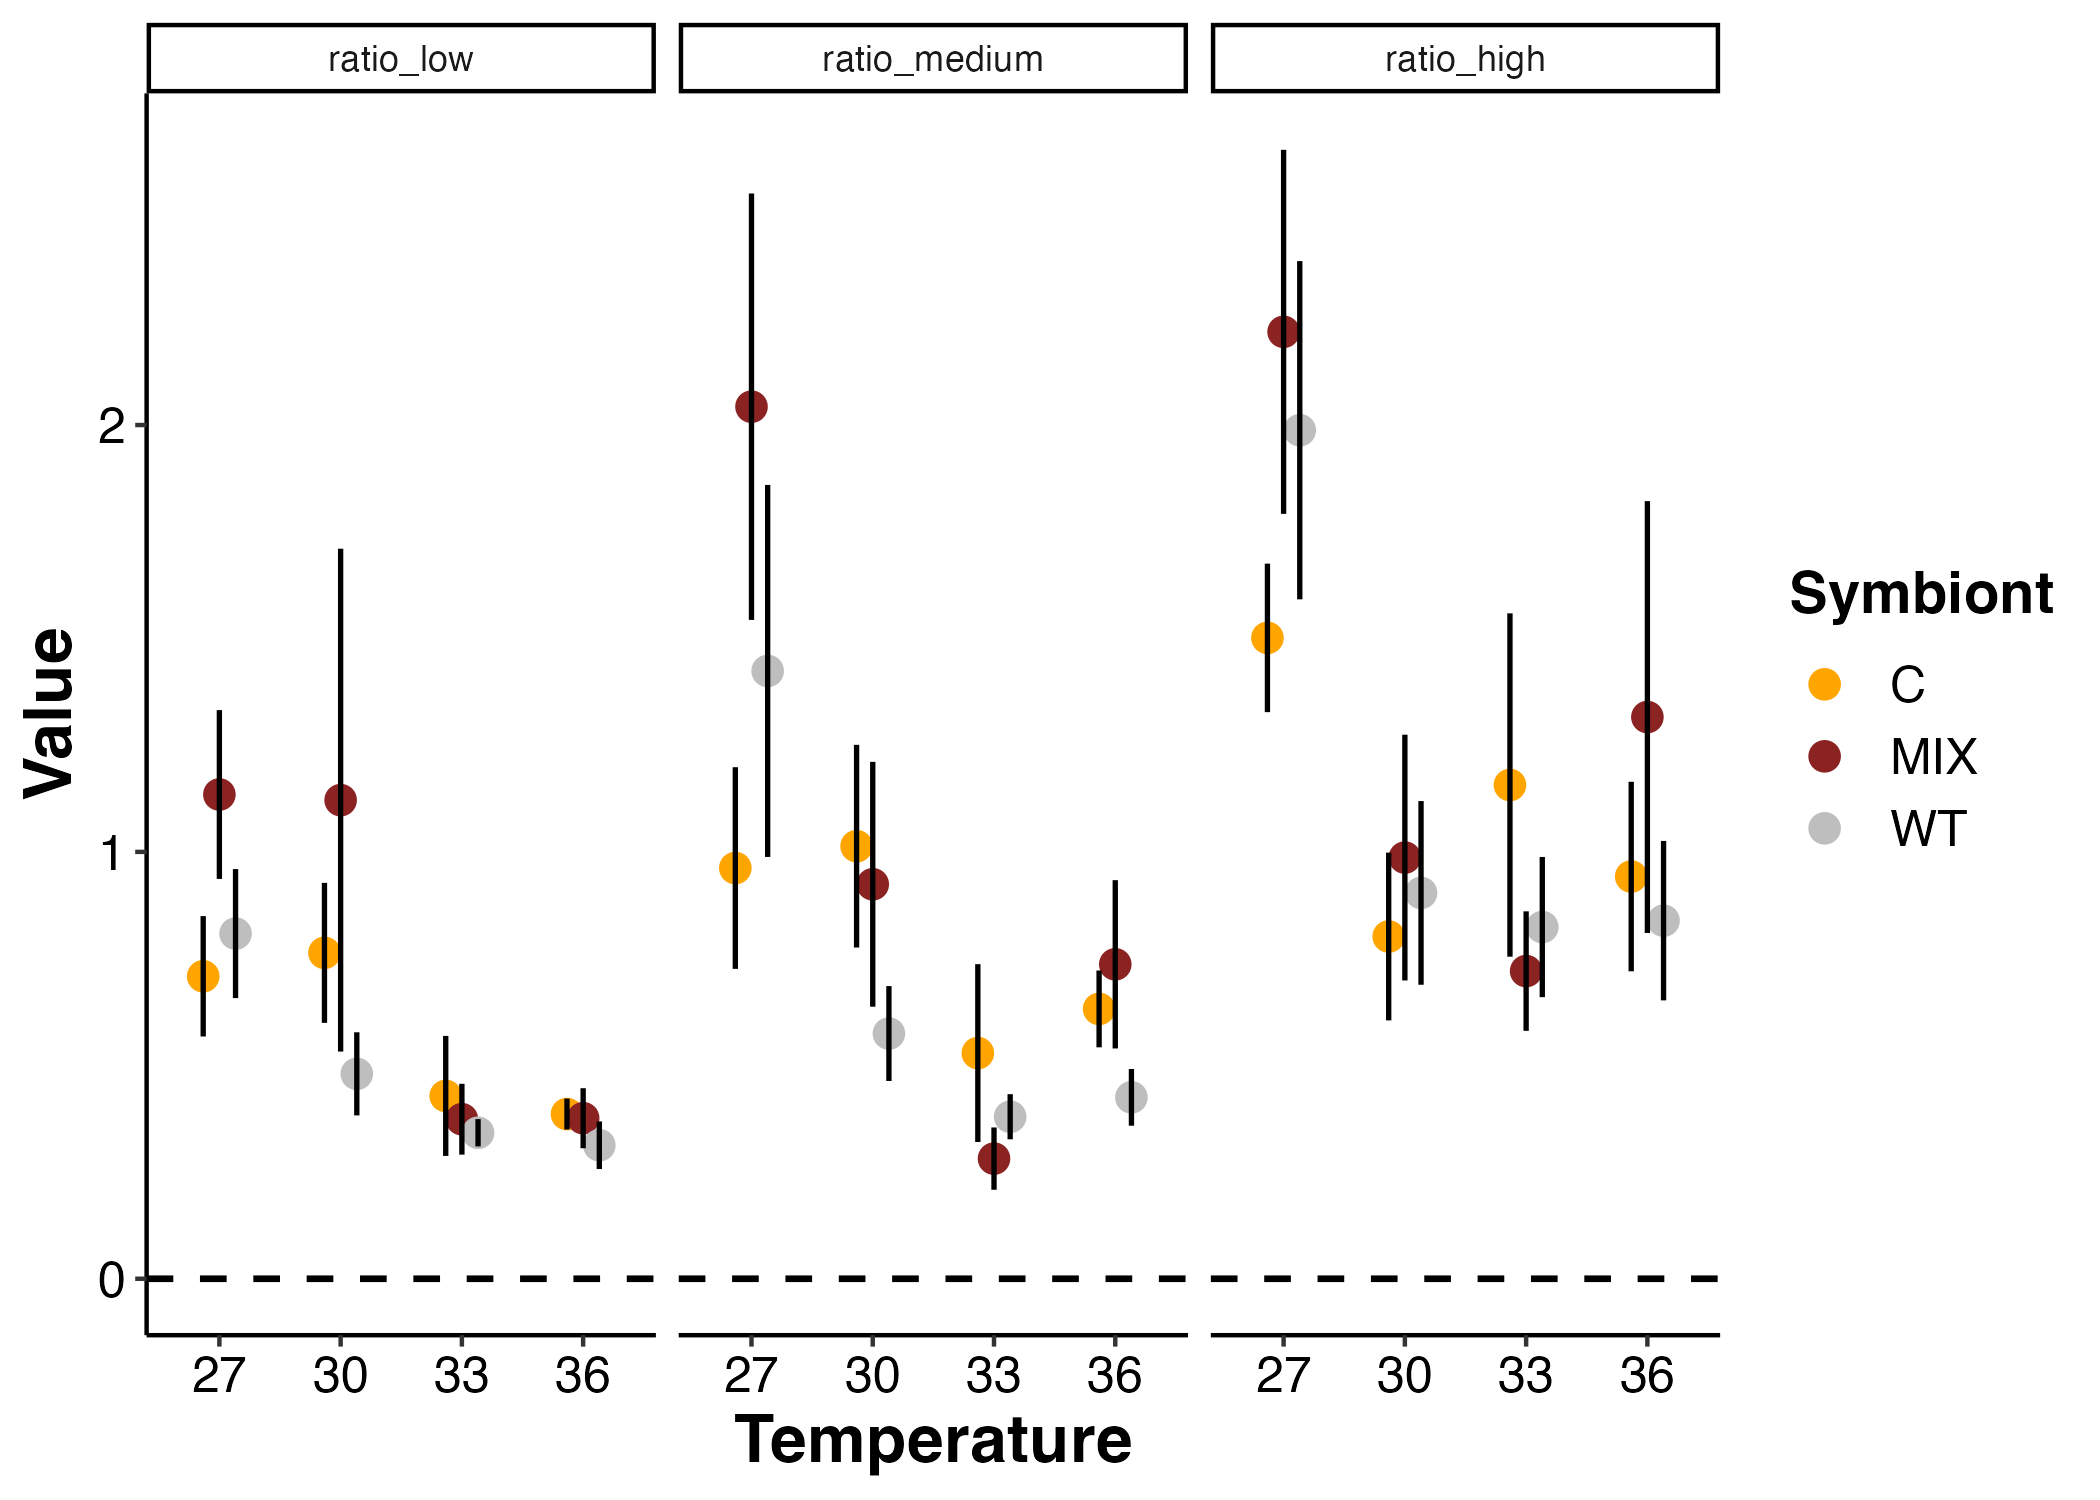 ratio_low ratio_medium ratio_high
2
1
0
Value
27 30 33 36 27 30 33 36 27 30 33 36
Temperature
Symbiont
C
MIX
WT